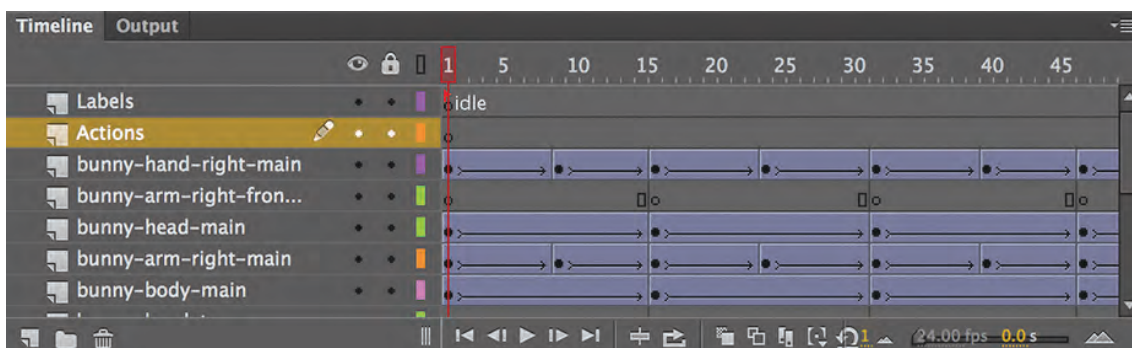 Timeline Output
1 5 10 15 20 25 30 35 40 45
Labels idle
Actions
bunny-hand-right-main
bunny-arm-right-fron...
bunny-head-main
bunny-arm-right-main
bunny-body-main
1 24.00 fps 0.0 s